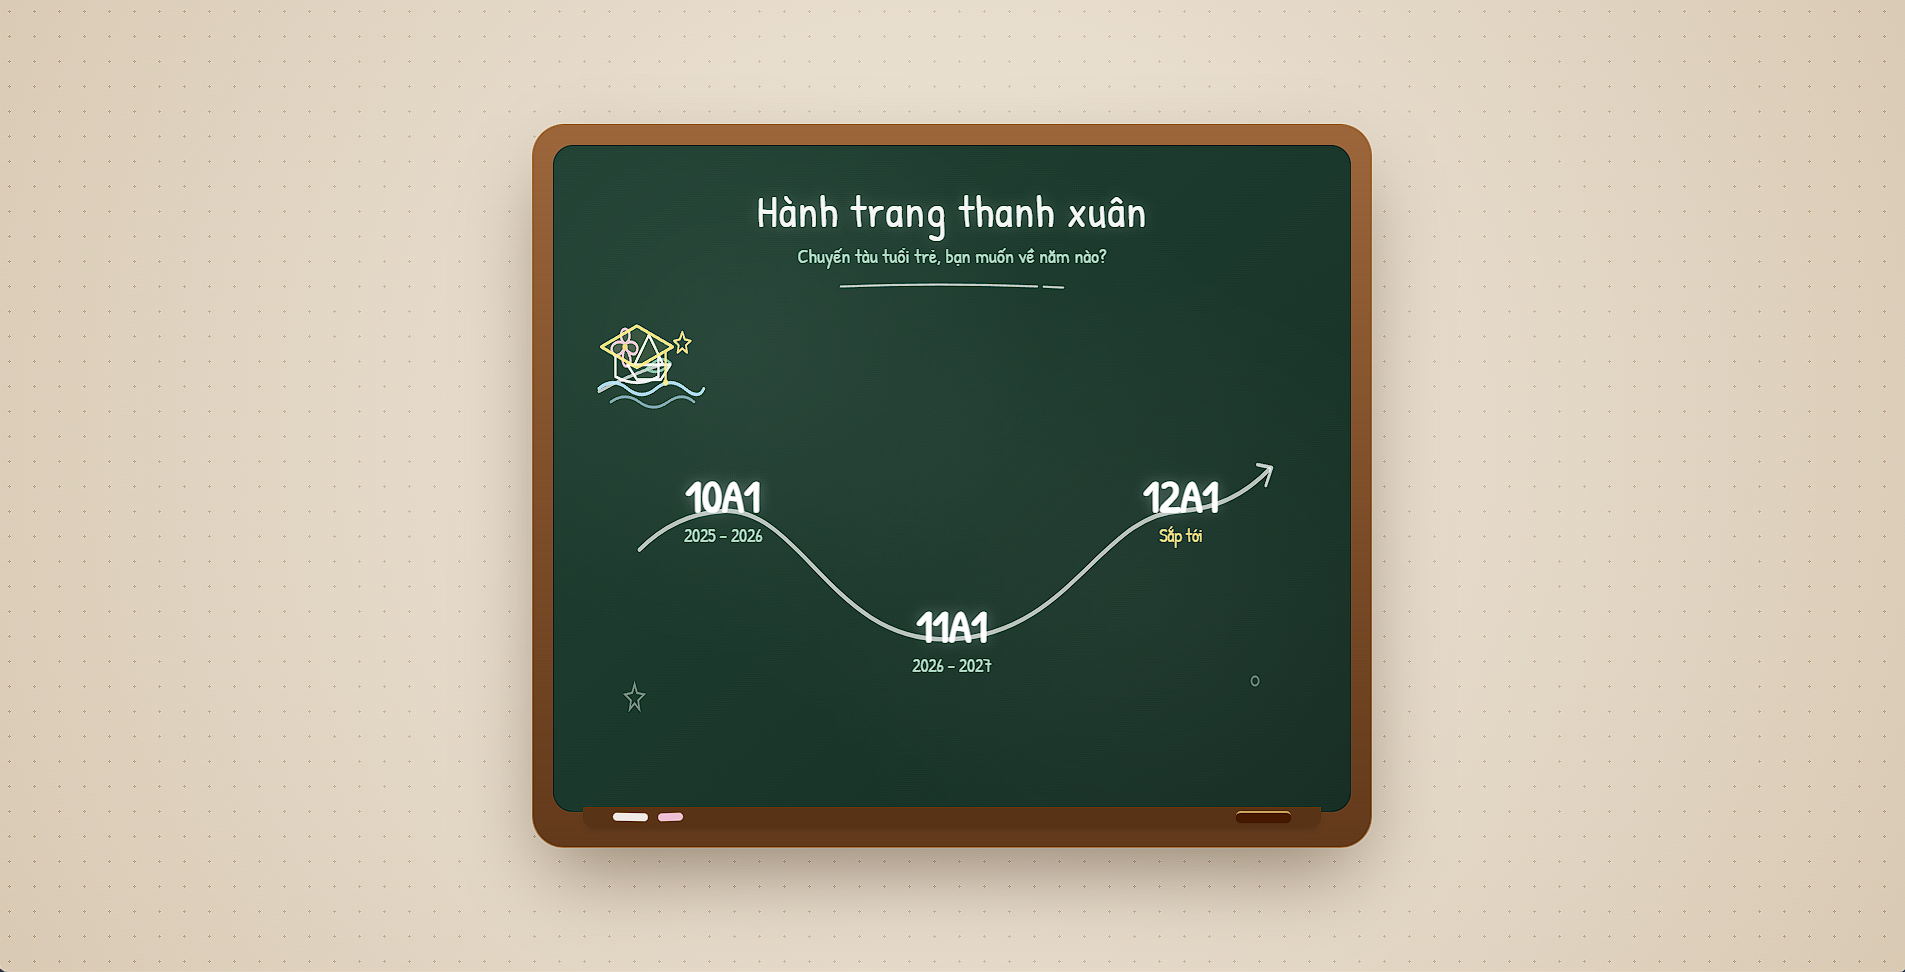 Hành trang thanh xuân
Chuyến tàu tuổi trẻ, bạn muốn về năm nào?
10A1
2025 – 2026
12A1
Sắp tới
11A1
2026 – 2027